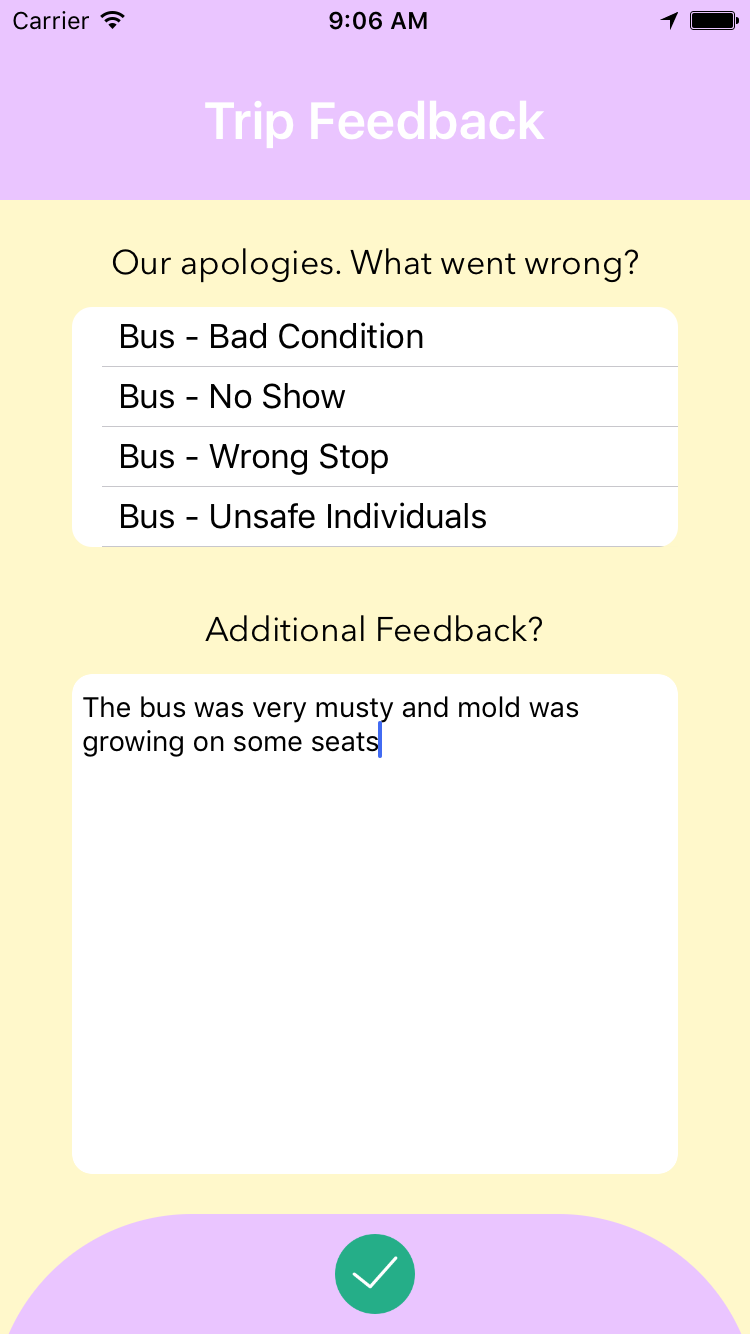 Carrier 9:06 AM
Trip Feedback
Our apologies. What went wrong?
Bus - Bad Condition
Bus - No Show
Bus - Wrong Stop
Bus - Unsafe Individuals
Additional Feedback?
The bus was very musty and mold was
growing on some seats